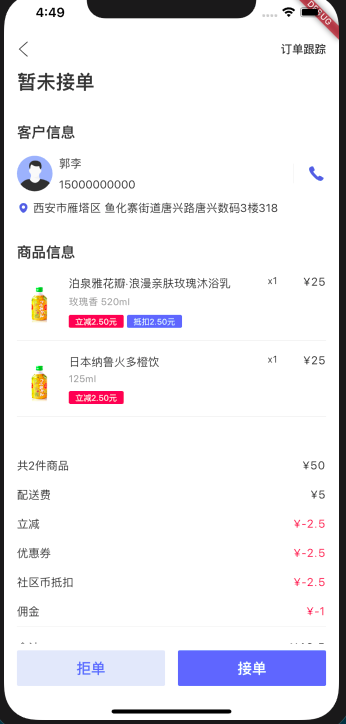 4:49
DEBUG
订单跟踪
暂未接单
客户信息
郭李
15000000000
西安市雁塔区 鱼化寨街道唐兴路唐兴数码3楼318
商品信息
泊泉雅花瓣·浪漫亲肤玫瑰沐浴乳 x1 ¥25
玫瑰香 520ml
立减2.50元 抵扣2.50元
日本纳鲁火多橙饮 x1 ¥25
125ml
立减2.50元
共2件商品 ¥50
配送费 ¥5
立减 ¥-2.5
优惠券 ¥-2.5
社区币抵扣 ¥-2.5
佣金 ¥-1
拒单 接单